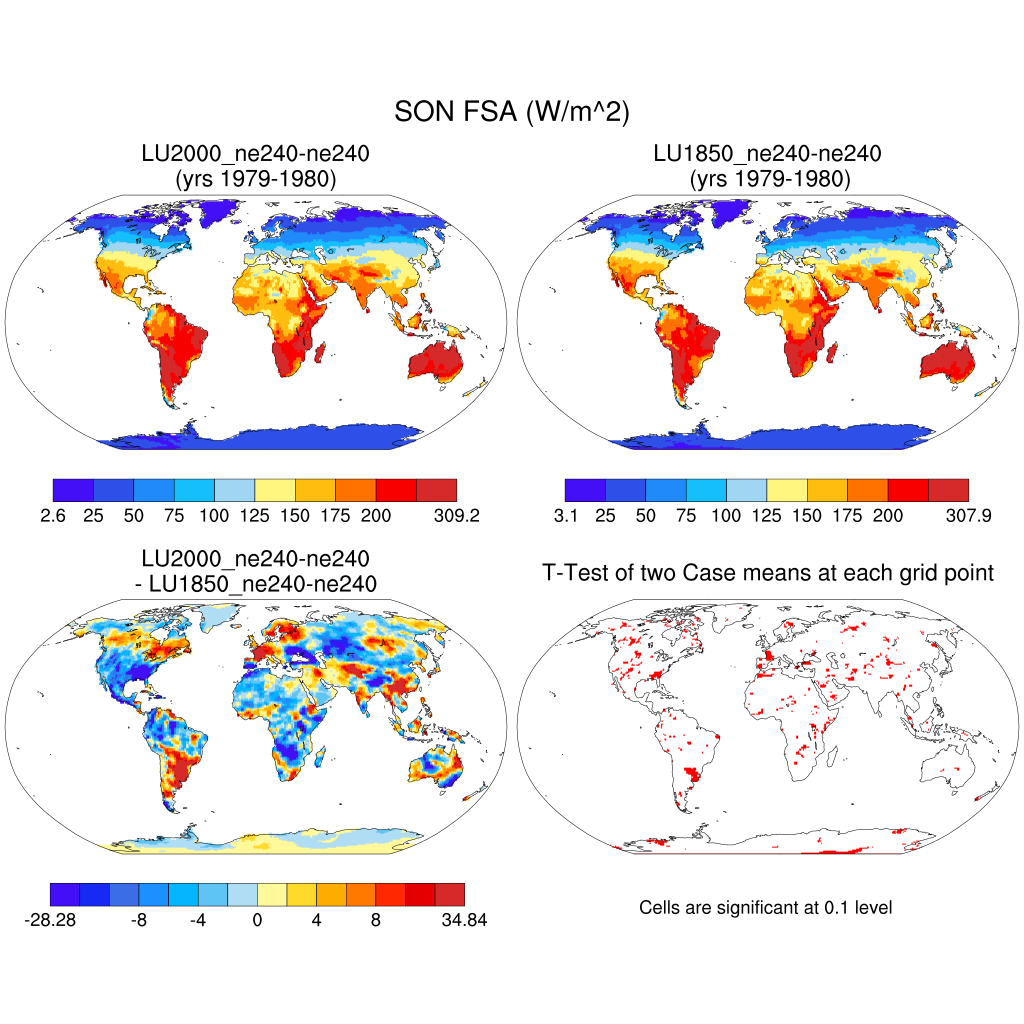 SON FSA (W/m^2)
LU2000_ne240-ne240
(yrs 1979-1980)
LU1850_ne240-ne240
(yrs 1979-1980)
2.6 25 50 75 100 125 150 175 200 309.2
3.1 25 50 75 100 125 150 175 200 307.9
LU2000_ne240-ne240
- LU1850_ne240-ne240
T-Test of two Case means at each grid point
-28.28 -8 -4 0 4 8 34.84
Cells are significant at 0.1 level